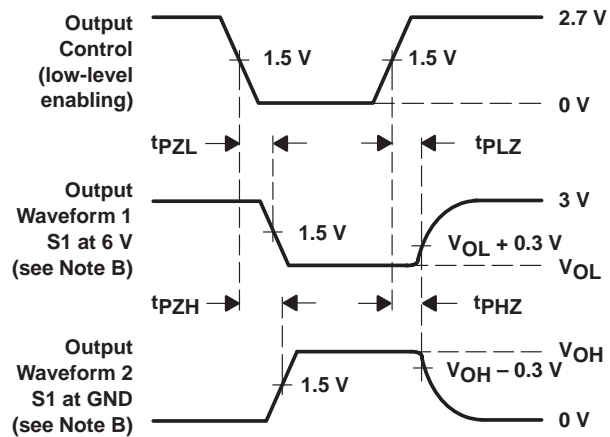 Output
Control
(low-level
enabling)
2.7 V
1.5 V
1.5 V
0 V
tPZL
tPLZ
Output
Waveform 1
S1 at 6 V
(see Note B)
3 V
1.5 V
VOL + 0.3 V
VOL
tPZH
tPHZ
Output
Waveform 2
S1 at GND
(see Note B)
VOH
1.5 V
VOH – 0.3 V
0 V